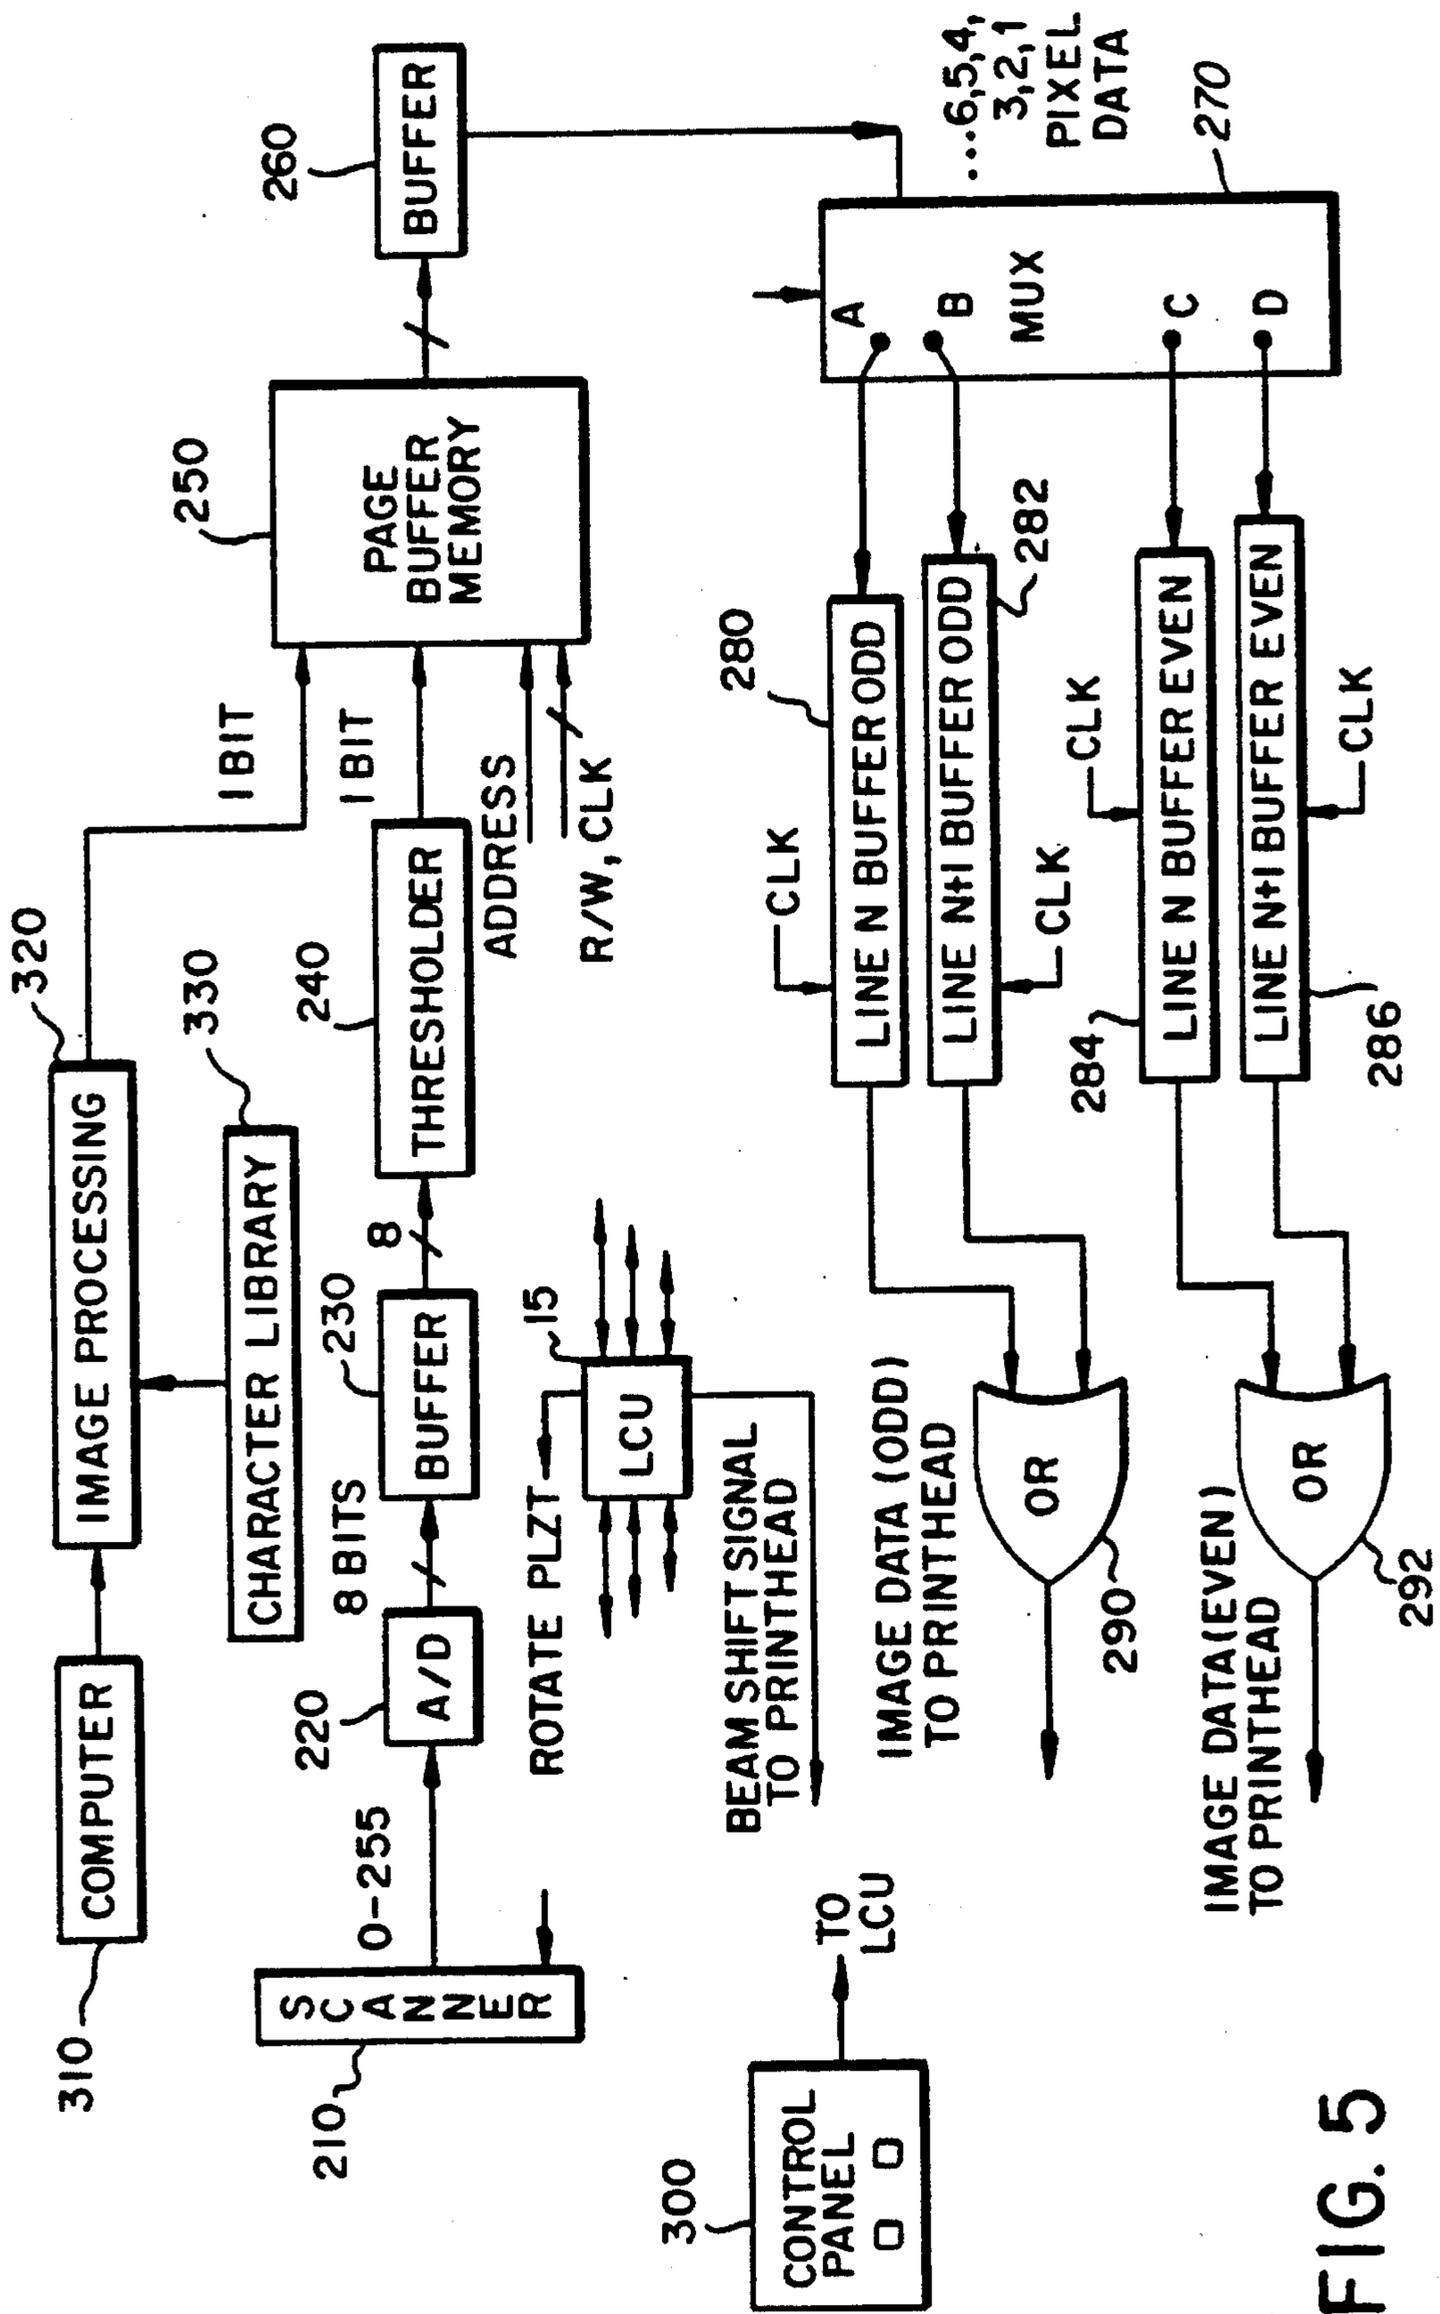 310
COMPUTER
320
IMAGE PROCESSING
330
CHARACTER LIBRARY
1 BIT
210
SCANNER
0-255
220
A/D
8 BITS
230
BUFFER
8
240
THRESHOLDER
1 BIT
ADDRESS
R/W, CLK
250
PAGE
BUFFER
MEMORY
260
BUFFER
ROTATE PLZT
15
LCU
BEAM SHIFT SIGNAL
TO PRINTHEAD
300
CONTROL
PANEL
TO
LCU
...6,5,4,
3,2,1
PIXEL
DATA
270
A
B
MUX
C
D
280
CLK
LINE N BUFFER ODD
282
LINE N+1 BUFFER ODD
CLK
CLK
284
LINE N BUFFER EVEN
LINE N+1 BUFFER EVEN
286
CLK
IMAGE DATA (ODD)
TO PRINTHEAD
OR
290
IMAGE DATA (EVEN)
TO PRINTHEAD
OR
292
FIG. 5